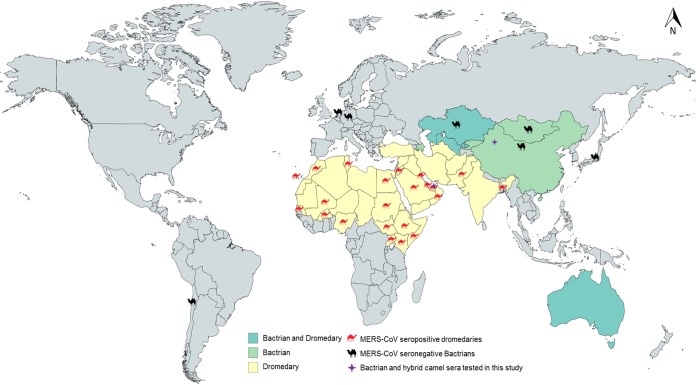 N
Bactrian and Dromedary
Bactrian
Dromedary
MERS-CoV seropositive dromedaries
MERS-CoV seronegative Bactrians
Bactrian and hybrid camel sera tested in this study